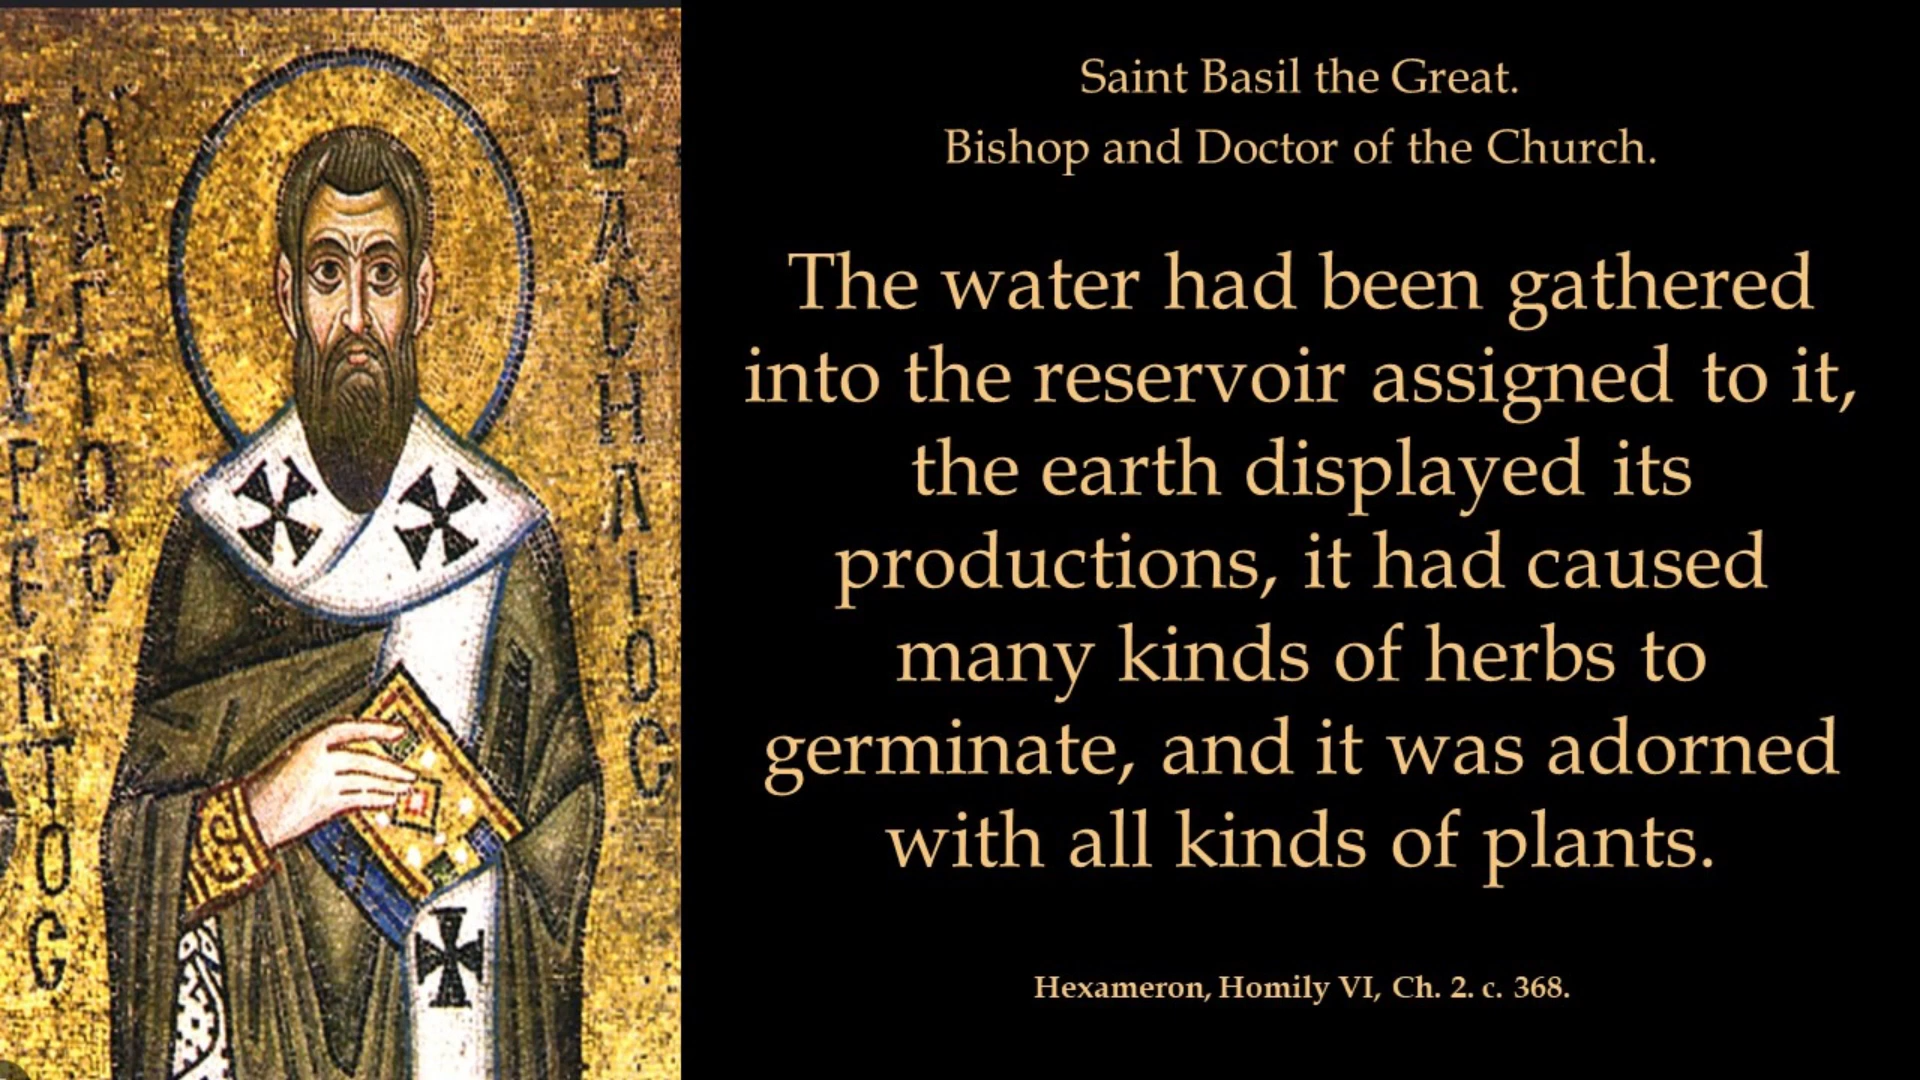 Ὁ ἅγιος
ΒΑCΗΛΙΟC
Saint Basil the Great.
Bishop and Doctor of the Church.
The water had been gathered
into the reservoir assigned to it,
the earth displayed its
productions, it had caused
many kinds of herbs to
germinate, and it was adorned
with all kinds of plants.
Hexameron, Homily VI, Ch. 2. c. 368.